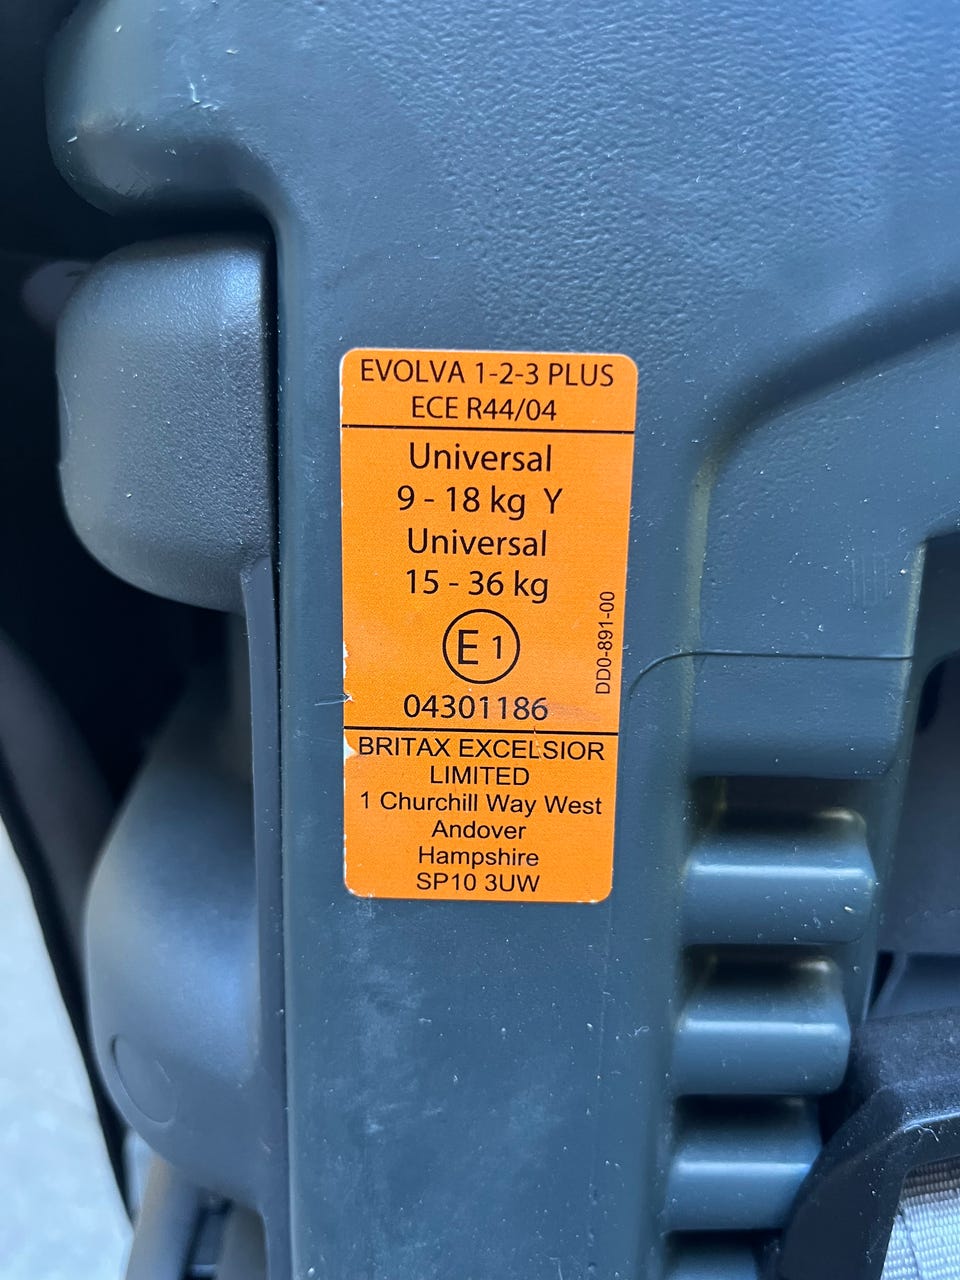 EVOLVA 1-2-3 PLUS
ECE R44/04
Universal
9 - 18 kg Y
Universal
15 - 36 kg
E 1
04301186
DD0-891-00
BRITAX EXCELSIOR
LIMITED
1 Churchill Way West
Andover
Hampshire
SP10 3UW